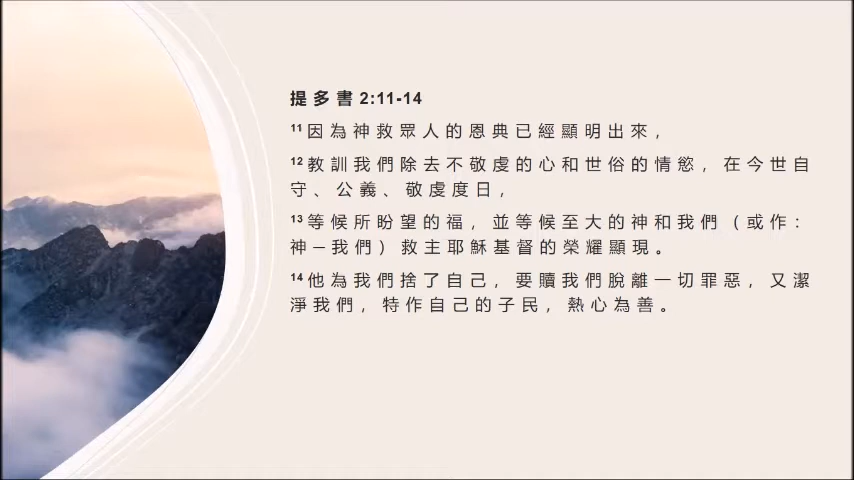 提多書 2:11-14
11 因為神救眾人的恩典已經顯明出來，
12 教訓我們除去不敬虔的心和世俗的情慾，在今世自
守、公義、敬虔度日，
13 等候所盼望的福，並等候至大的神和我們（或作：
神─我們）救主耶穌基督的榮耀顯現。
14 他為我們捨了自己，要贖我們脫離一切罪惡，又潔
淨我們，特作自己的子民，熱心為善。